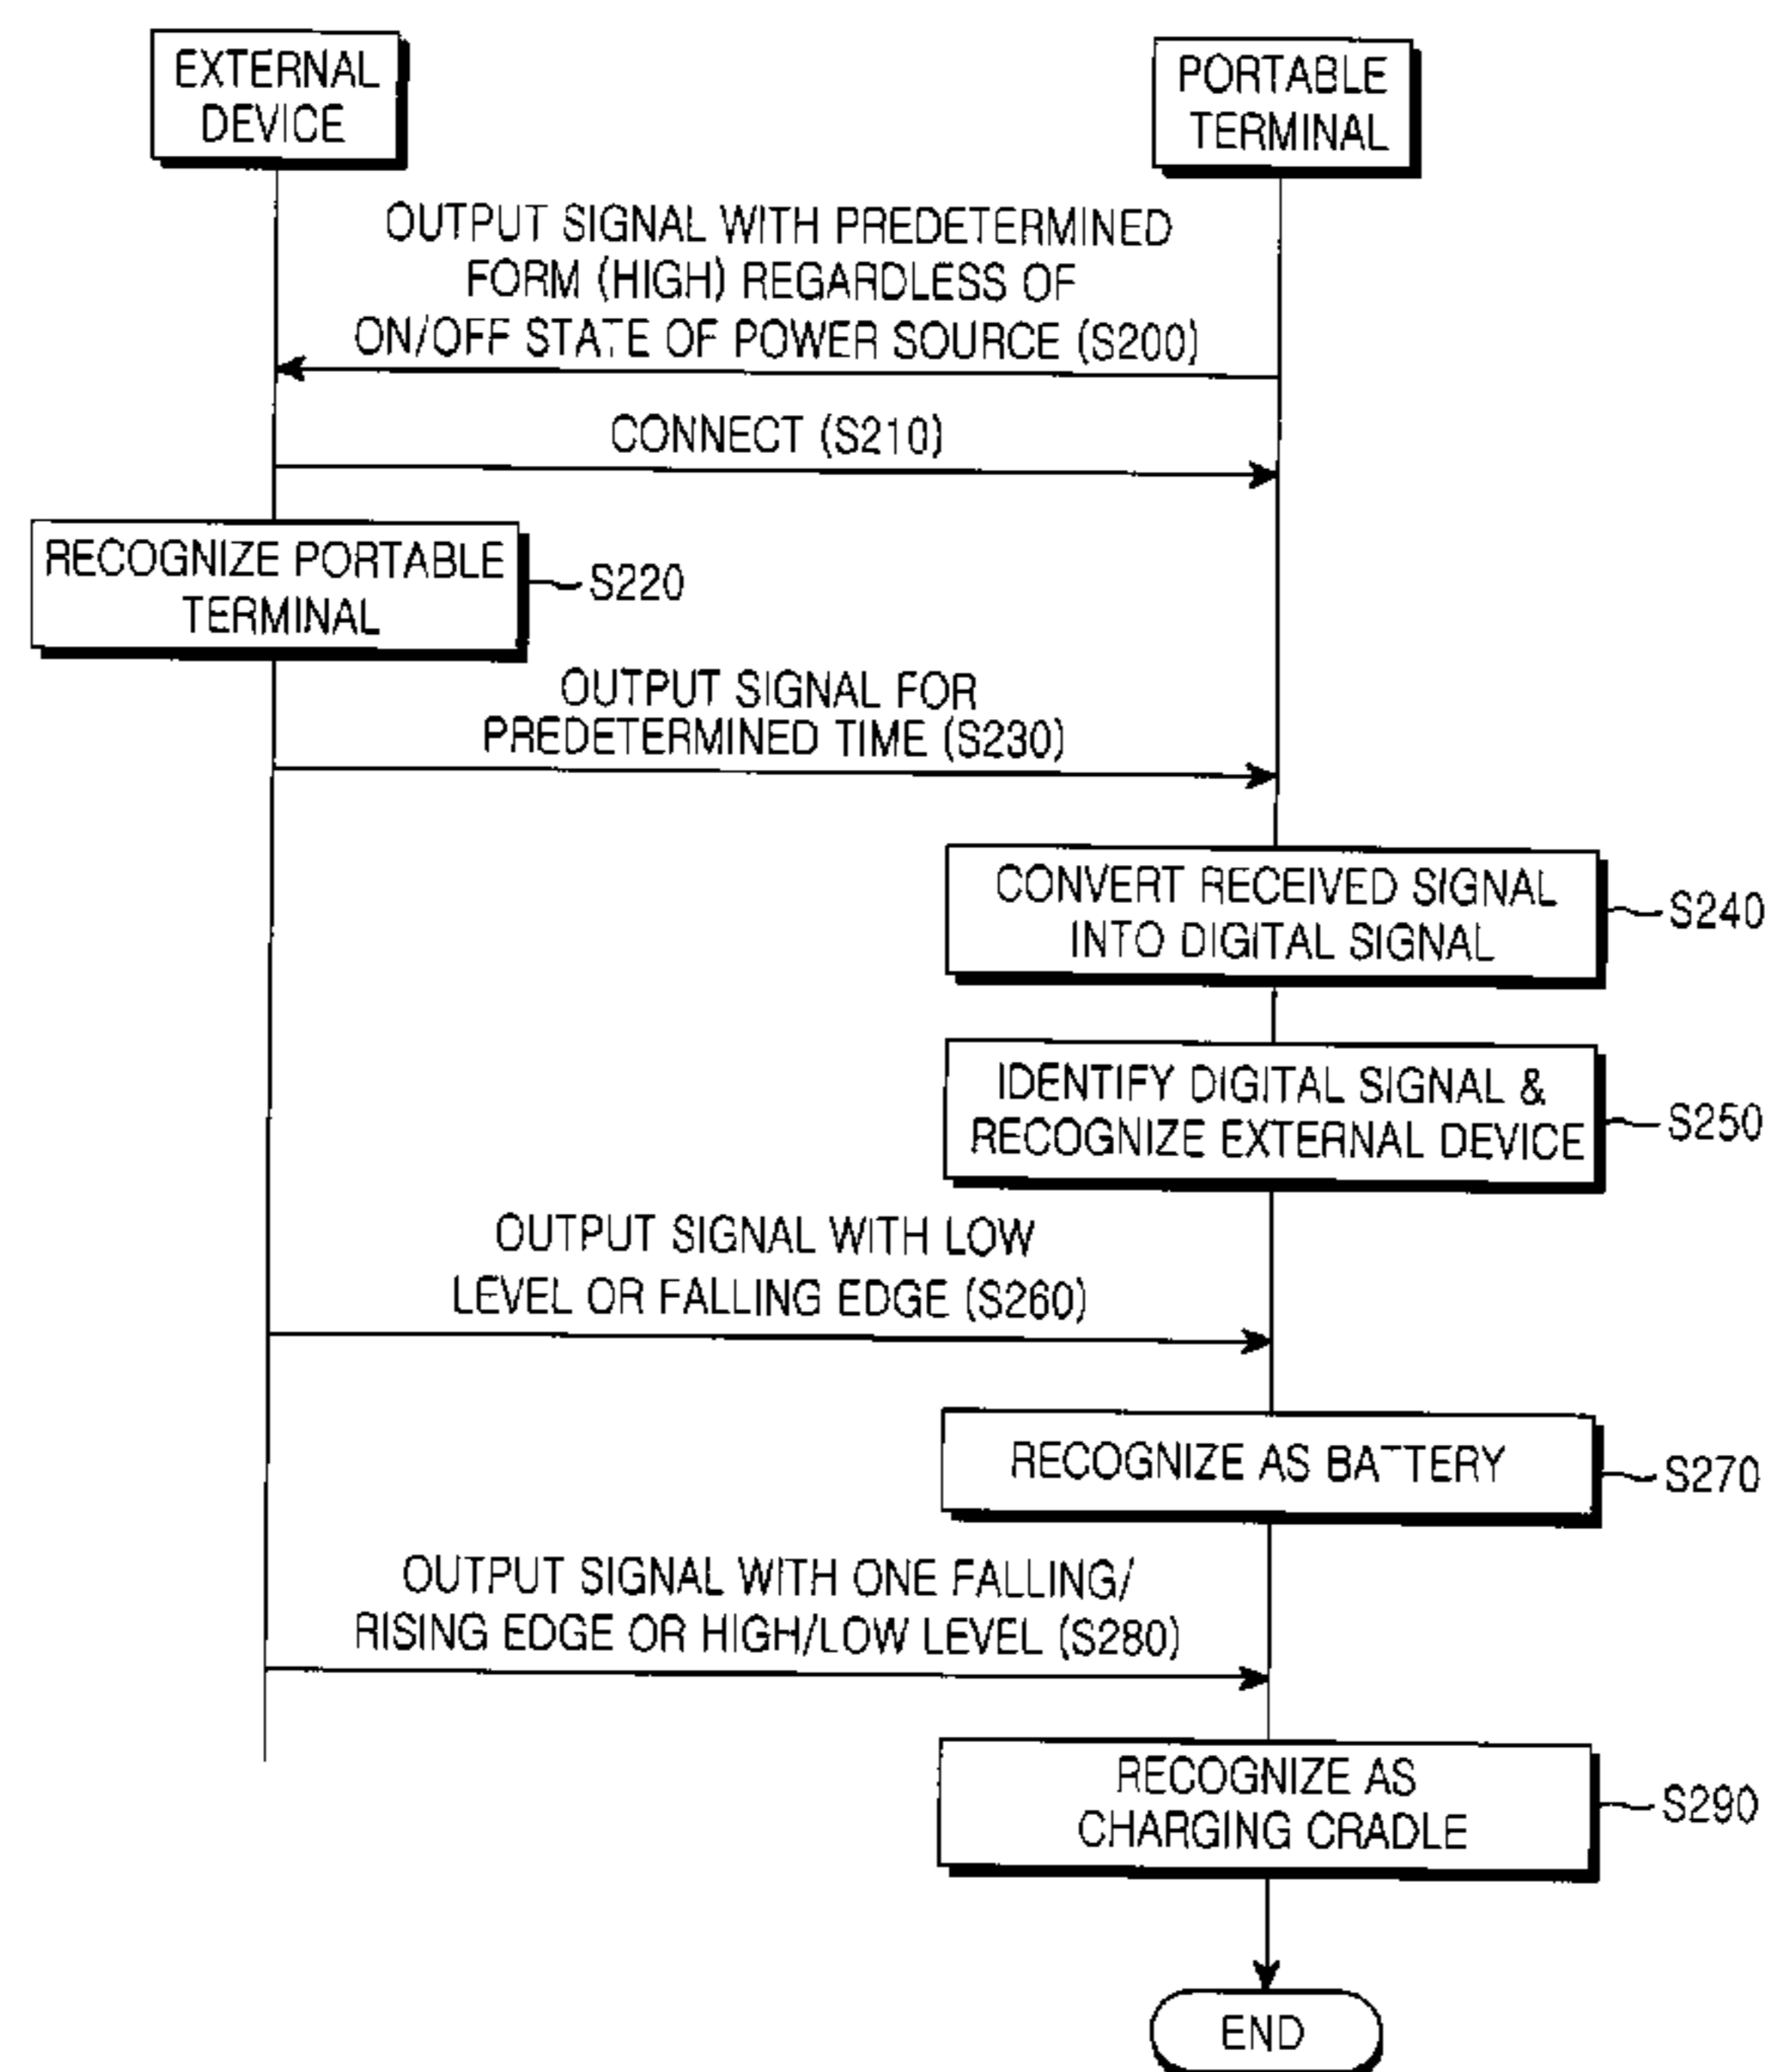 EXTERNAL
DEVICE
PORTABLE
TERMINAL
OUTPUT SIGNAL WITH PREDETERMINED
FORM (HIGH) REGARDLESS OF
ON/OFF STATE OF POWER SOURCE (S200)
CONNECT (S210)
RECOGNIZE PORTABLE
TERMINAL
S220
OUTPUT SIGNAL FOR
PREDETERMINED TIME (S230)
CONVERT RECEIVED SIGNAL
INTO DIGITAL SIGNAL
S240
IDENTIFY DIGITAL SIGNAL &
RECOGNIZE EXTERNAL DEVICE
S250
OUTPUT SIGNAL WITH LOW
LEVEL OR FALLING EDGE (S260)
RECOGNIZE AS BATTERY
S270
OUTPUT SIGNAL WITH ONE FALLING/
RISING EDGE OR HIGH/LOW LEVEL (S280)
RECOGNIZE AS
CHARGING CRADLE
S290
END